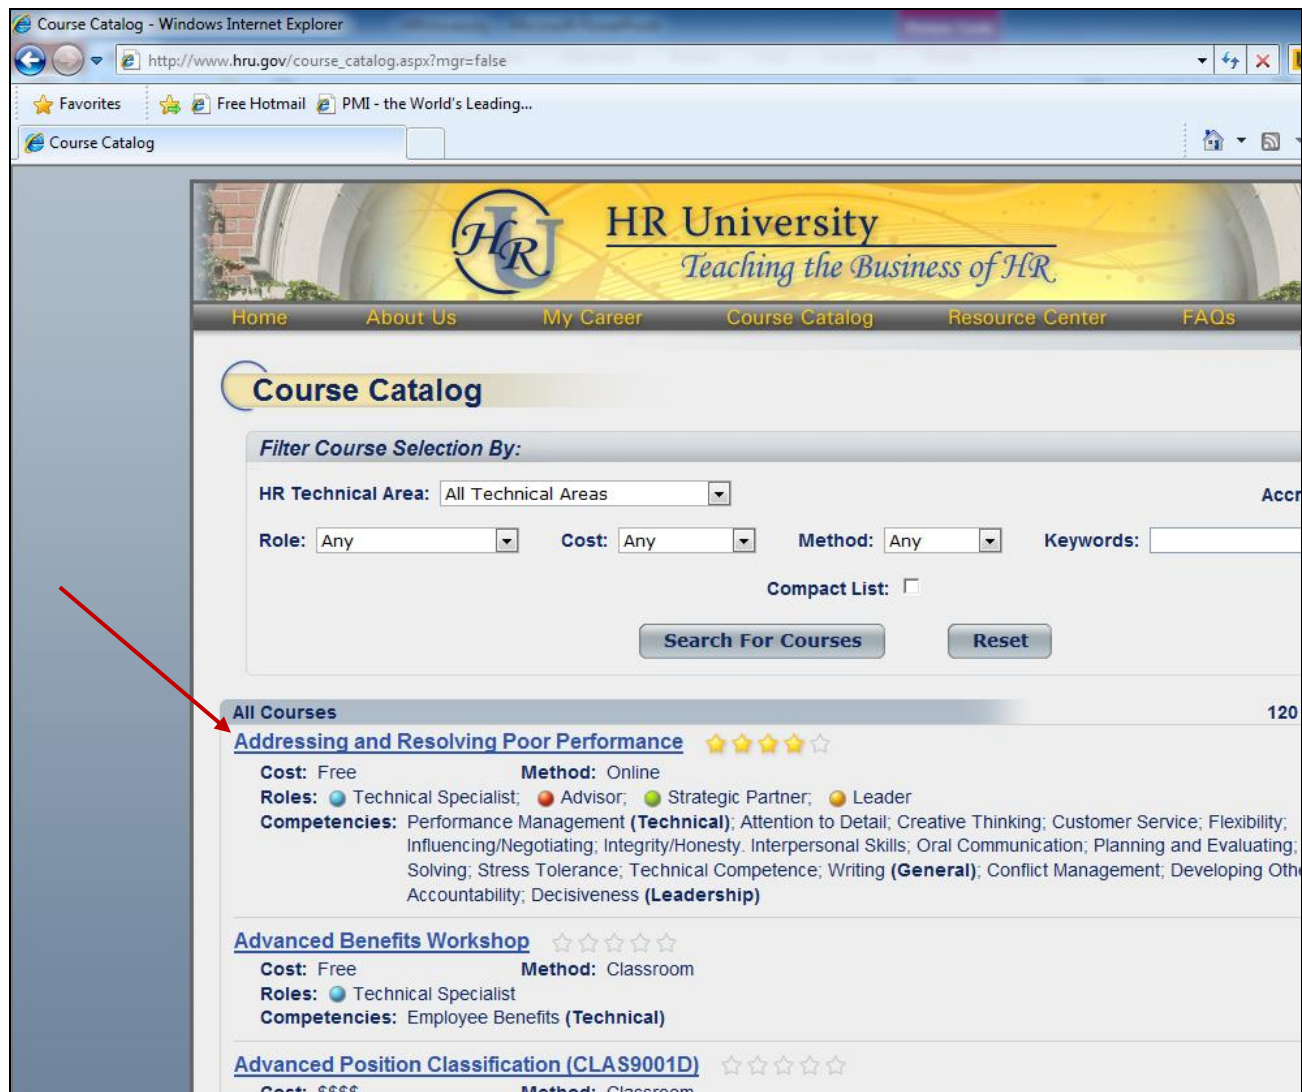 Course Catalog - Windows Internet Explorer
http://www.hru.gov/course_catalog.aspx?mgr=false
Favorites Free Hotmail PMI - the World's Leading...
Course Catalog
HRU HR University
Teaching the Business of HR
Home About Us My Career Course Catalog Resource Center FAQs
Course Catalog
Filter Course Selection By:
HR Technical Area: All Technical Areas Accr
Role: Any Cost: Any Method: Any Keywords:
Compact List:
Search For Courses Reset
All Courses 120
Addressing and Resolving Poor Performance
Cost: Free Method: Online
Roles: Technical Specialist; Advisor; Strategic Partner; Leader
Competencies: Performance Management (Technical); Attention to Detail; Creative Thinking; Customer Service; Flexibility;
Influencing/Negotiating; Integrity/Honesty. Interpersonal Skills; Oral Communication; Planning and Evaluating;
Solving; Stress Tolerance; Technical Competence; Writing (General); Conflict Management; Developing Othe
Accountability; Decisiveness (Leadership)
Advanced Benefits Workshop
Cost: Free Method: Classroom
Roles: Technical Specialist
Competencies: Employee Benefits (Technical)
Advanced Position Classification (CLAS9001D)
Cost: $$$$ Method: Classroom